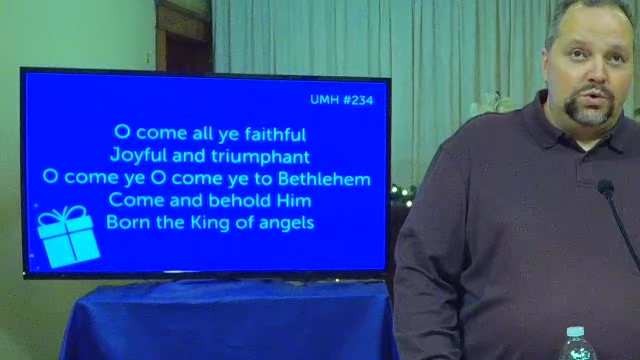 UMH #234
O come all ye faithful
Joyful and triumphant
O come ye O come ye to Bethlehem
Come and behold Him
Born the King of angels